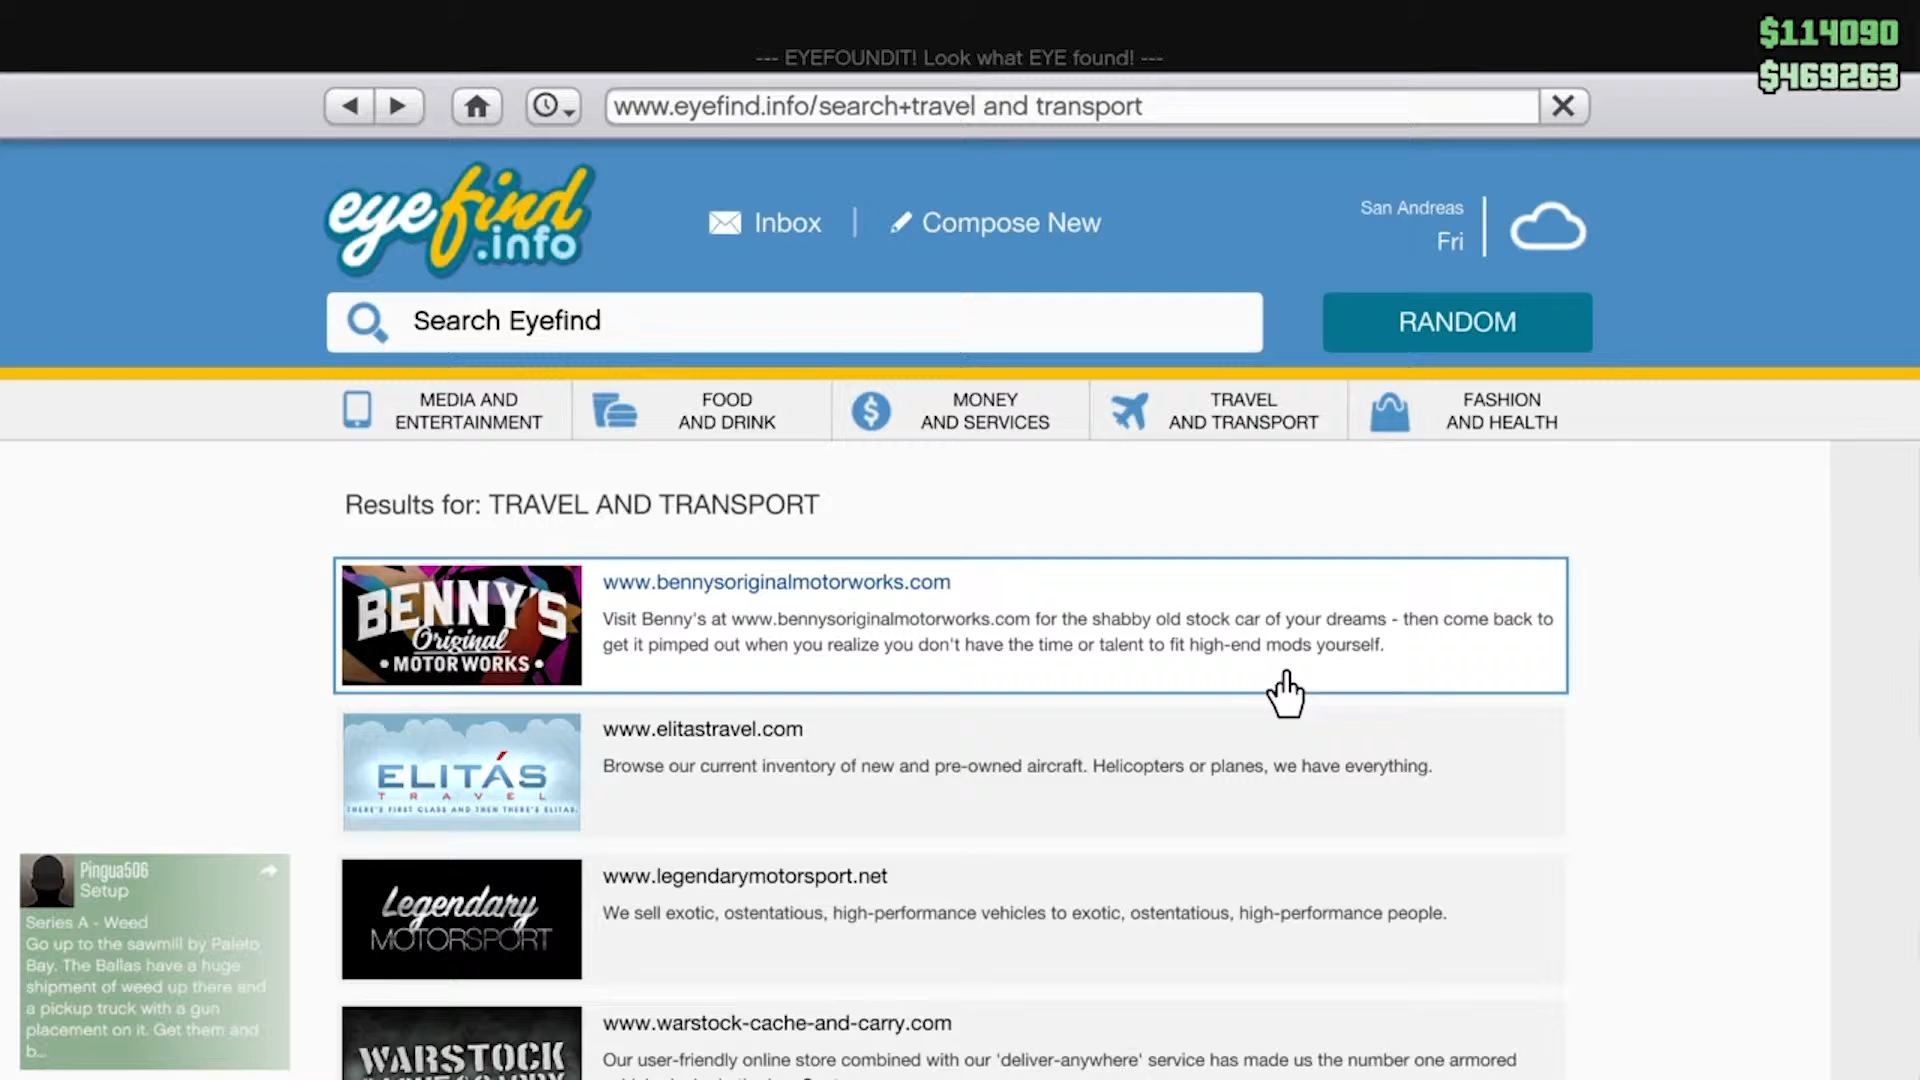 $114090
--- EYEFOUNDIT! Look what EYE found! ---
$469263
www.eyefind.info/search+travel and transport
eyefind
.info
Inbox
Compose New
San Andreas
Fri
Search Eyefind
RANDOM
MEDIA AND
ENTERTAINMENT
FOOD
AND DRINK
MONEY
AND SERVICES
TRAVEL
AND TRANSPORT
FASHION
AND HEALTH
Results for: TRAVEL AND TRANSPORT
BENNY'S
Original
• MOTOR WORKS •
www.bennysoriginalmotorworks.com
Visit Benny's at www.bennysoriginalmotorworks.com for the shabby old stock car of your dreams - then come back to
get it pimped out when you realize you don't have the time or talent to fit high-end mods yourself.
ELITÁS
TRAVEL
THERE'S FIRST CLASS AND THEN THERE'S ELITAS.
www.elitastravel.com
Browse our current inventory of new and pre-owned aircraft. Helicopters or planes, we have everything.
Legendary
MOTORSPORT
www.legendarymotorsport.net
We sell exotic, ostentatious, high-performance vehicles to exotic, ostentatious, high-performance people.
WARSTOCK
www.warstock-cache-and-carry.com
Our user-friendly online store combined with our 'deliver-anywhere' service has made us the number one armored
Pingua506
Setup
Series A - Weed
Go up to the sawmill by Paleto
Bay. The Ballas have a huge
shipment of weed up there and
a pickup truck with a gun
placement on it. Get them and
b...